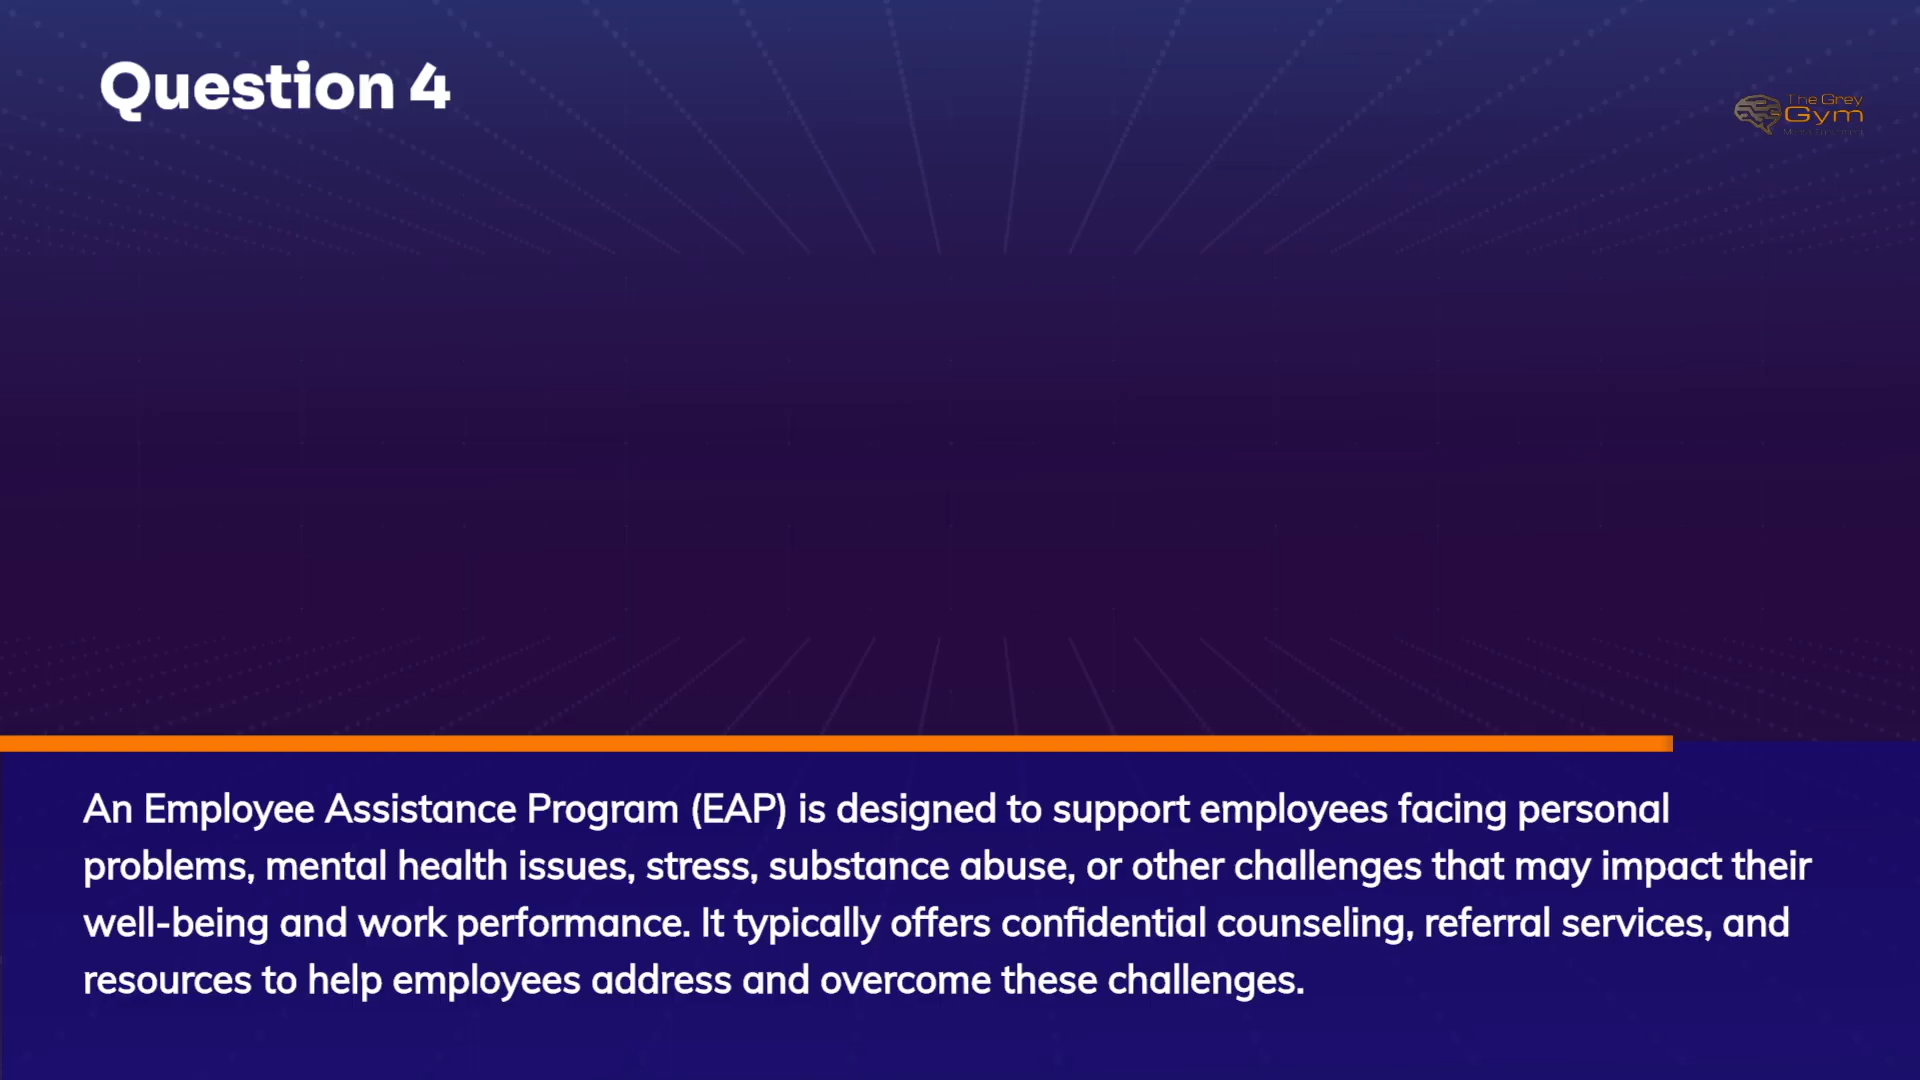 Question 4
The Grey
Gym
An Employee Assistance Program (EAP) is designed to support employees facing personal
problems, mental health issues, stress, substance abuse, or other challenges that may impact their
well-being and work performance. It typically offers confidential counseling, referral services, and
resources to help employees address and overcome these challenges.